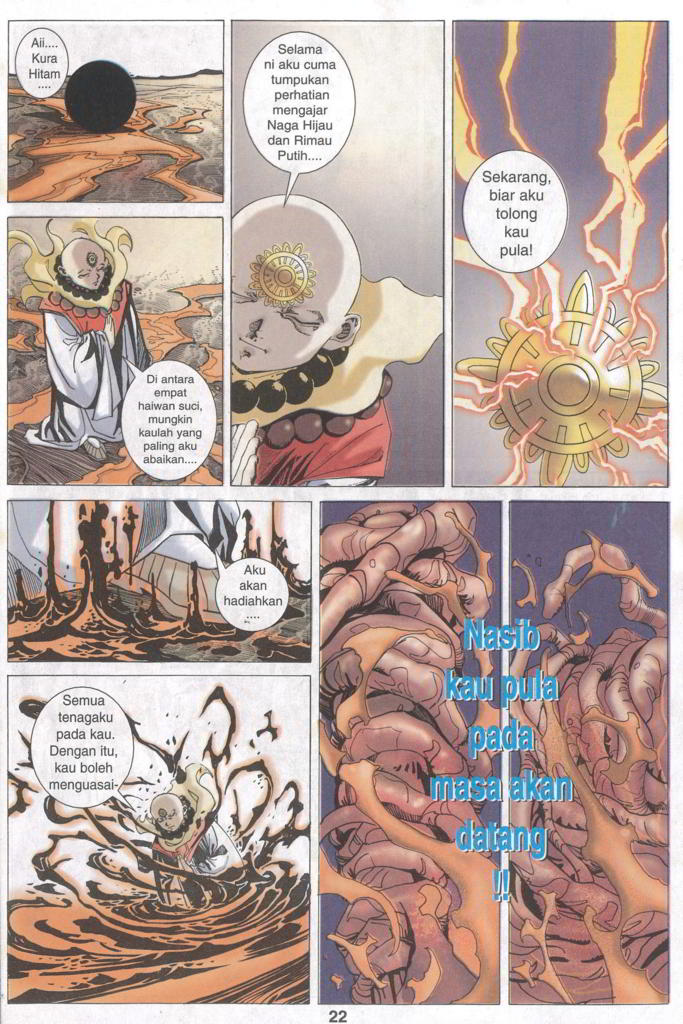 Aii....
Kura
Hitam
....
Selama
ni aku cuma
tumpukan
perhatian
mengajar
Naga Hijau
dan Rimau
Putih....
Sekarang,
biar aku
tolong
kau
pula!
Di antara
empat
haiwan suci,
mungkin
kaulah yang
paling aku
abaikan....
Aku
akan
hadiahkan
....
Semua
tenagaku
pada kau.
Dengan itu,
kau boleh
menguasai-
Nasib
kau pula
pada
masa akan
datang
!!
22